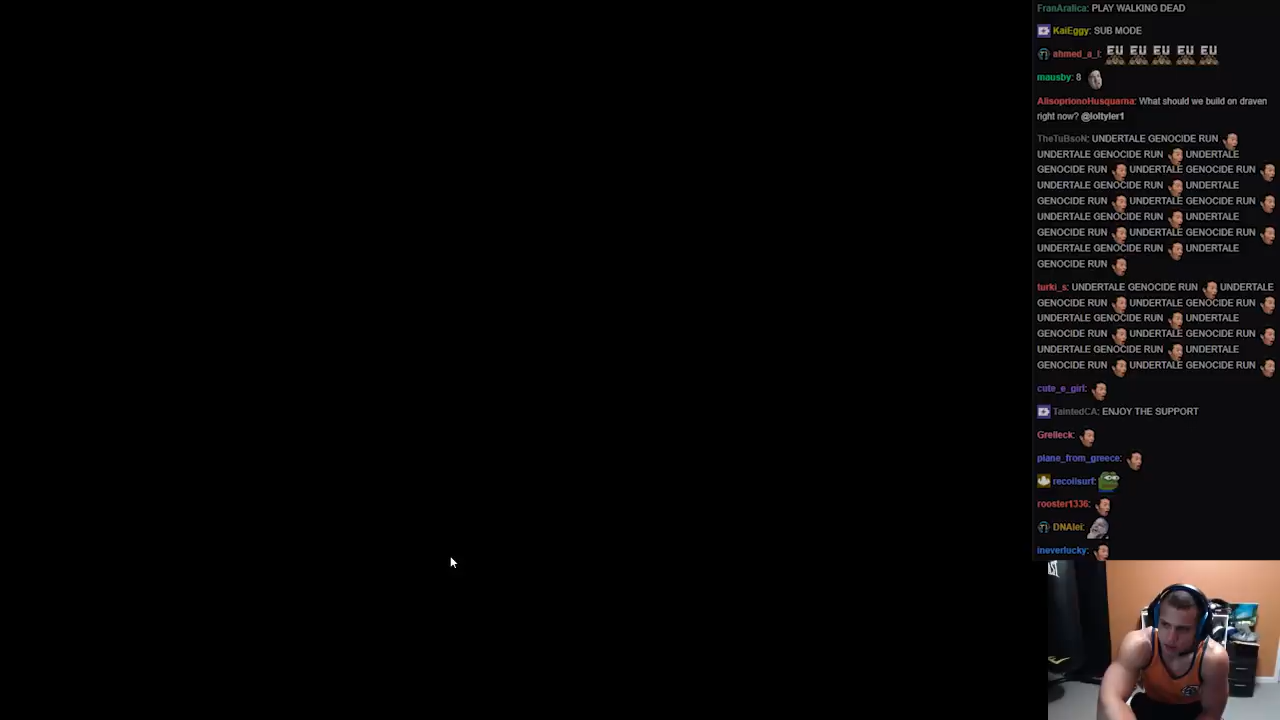 FranAralica: PLAY WALKING DEAD
KaiEggy: SUB MODE
ahmed_a_l: EU EU EU EU EU
mausby: 8
AlisoprionoHusquarna: What should we build on draven
right now? @loltyler1
TheTuBsoN: UNDERTALE GENOCIDE RUN
UNDERTALE GENOCIDE RUN UNDERTALE
GENOCIDE RUN UNDERTALE GENOCIDE RUN
UNDERTALE GENOCIDE RUN UNDERTALE
GENOCIDE RUN UNDERTALE GENOCIDE RUN
UNDERTALE GENOCIDE RUN UNDERTALE
GENOCIDE RUN UNDERTALE GENOCIDE RUN
UNDERTALE GENOCIDE RUN UNDERTALE
GENOCIDE RUN
turki_s: UNDERTALE GENOCIDE RUN UNDERTALE
GENOCIDE RUN UNDERTALE GENOCIDE RUN
UNDERTALE GENOCIDE RUN UNDERTALE
GENOCIDE RUN UNDERTALE GENOCIDE RUN
UNDERTALE GENOCIDE RUN UNDERTALE
GENOCIDE RUN UNDERTALE GENOCIDE RUN
cute_e_girl:
TaintedCA: ENJOY THE SUPPORT
Grelleck:
plane_from_greece:
recoilsurf:
rooster1336:
DNAlei:
ineverlucky: